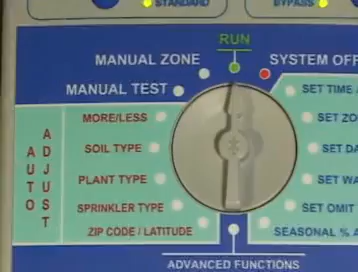 STANDARD BYPASS
RUN
MANUAL ZONE SYSTEM OFF
MANUAL TEST SET TIME
MORE/LESS SET ZO
SOIL TYPE SET DA
PLANT TYPE SET WA
SPRINKLER TYPE SET OMIT
ZIP CODE / LATITUDE SEASONAL % A
AUTO
ADJUST
ADVANCED FUNCTIONS